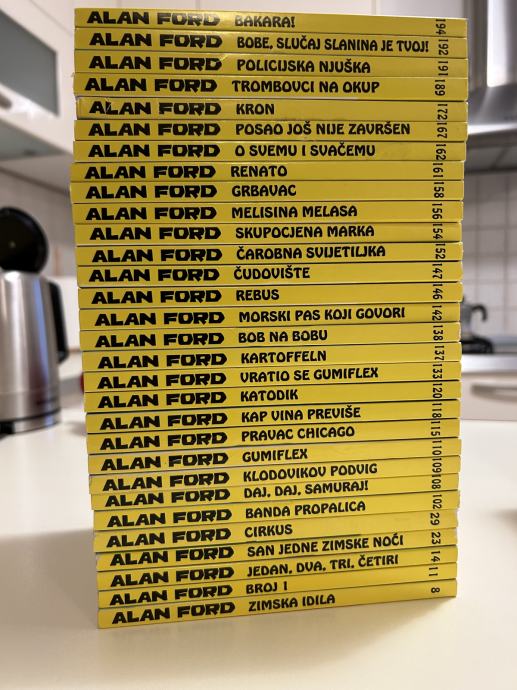 ALAN FORD BAKARA! 194
ALAN FORD BOBE, SLUČAJ SLANINA JE TVOJ! 192
ALAN FORD POLICIJSKA NJUŠKA 191
ALAN FORD TROMBOVCI NA OKUP 189
ALAN FORD KRON 172
ALAN FORD POSAO JOŠ NIJE ZAVRŠEN 167
ALAN FORD O SVEMU I SVAČEMU 162
ALAN FORD RENATO 161
ALAN FORD GRBAVAC 158
ALAN FORD MELISINA MELASA 156
ALAN FORD SKUPOCJENA MARKA 154
ALAN FORD ČAROBNA SVIJETILJKA 152
ALAN FORD ČUDOVIŠTE 147
ALAN FORD REBUS 146
ALAN FORD MORSKI PAS KOJI GOVORI 142
ALAN FORD BOB NA BOBU 138
ALAN FORD KARTOFFELN 137
ALAN FORD VRATIO SE GUMIFLEX 133
ALAN FORD KATODIK 120
ALAN FORD KAP VINA PREVIŠE 118
ALAN FORD PRAVAC CHICAGO 115
ALAN FORD GUMIFLEX 110
ALAN FORD KLODOVIKOV PODVIG 109
ALAN FORD DAJ, DAJ, SAMURAJ! 108
ALAN FORD BANDA PROPALICA 102
ALAN FORD CIRKUS 29
ALAN FORD SAN JEDNE ZIMSKE NOĆI 23
ALAN FORD JEDAN, DVA, TRI, ČETIRI 14
ALAN FORD BROJ 1 11
ALAN FORD ZIMSKA IDILA 8